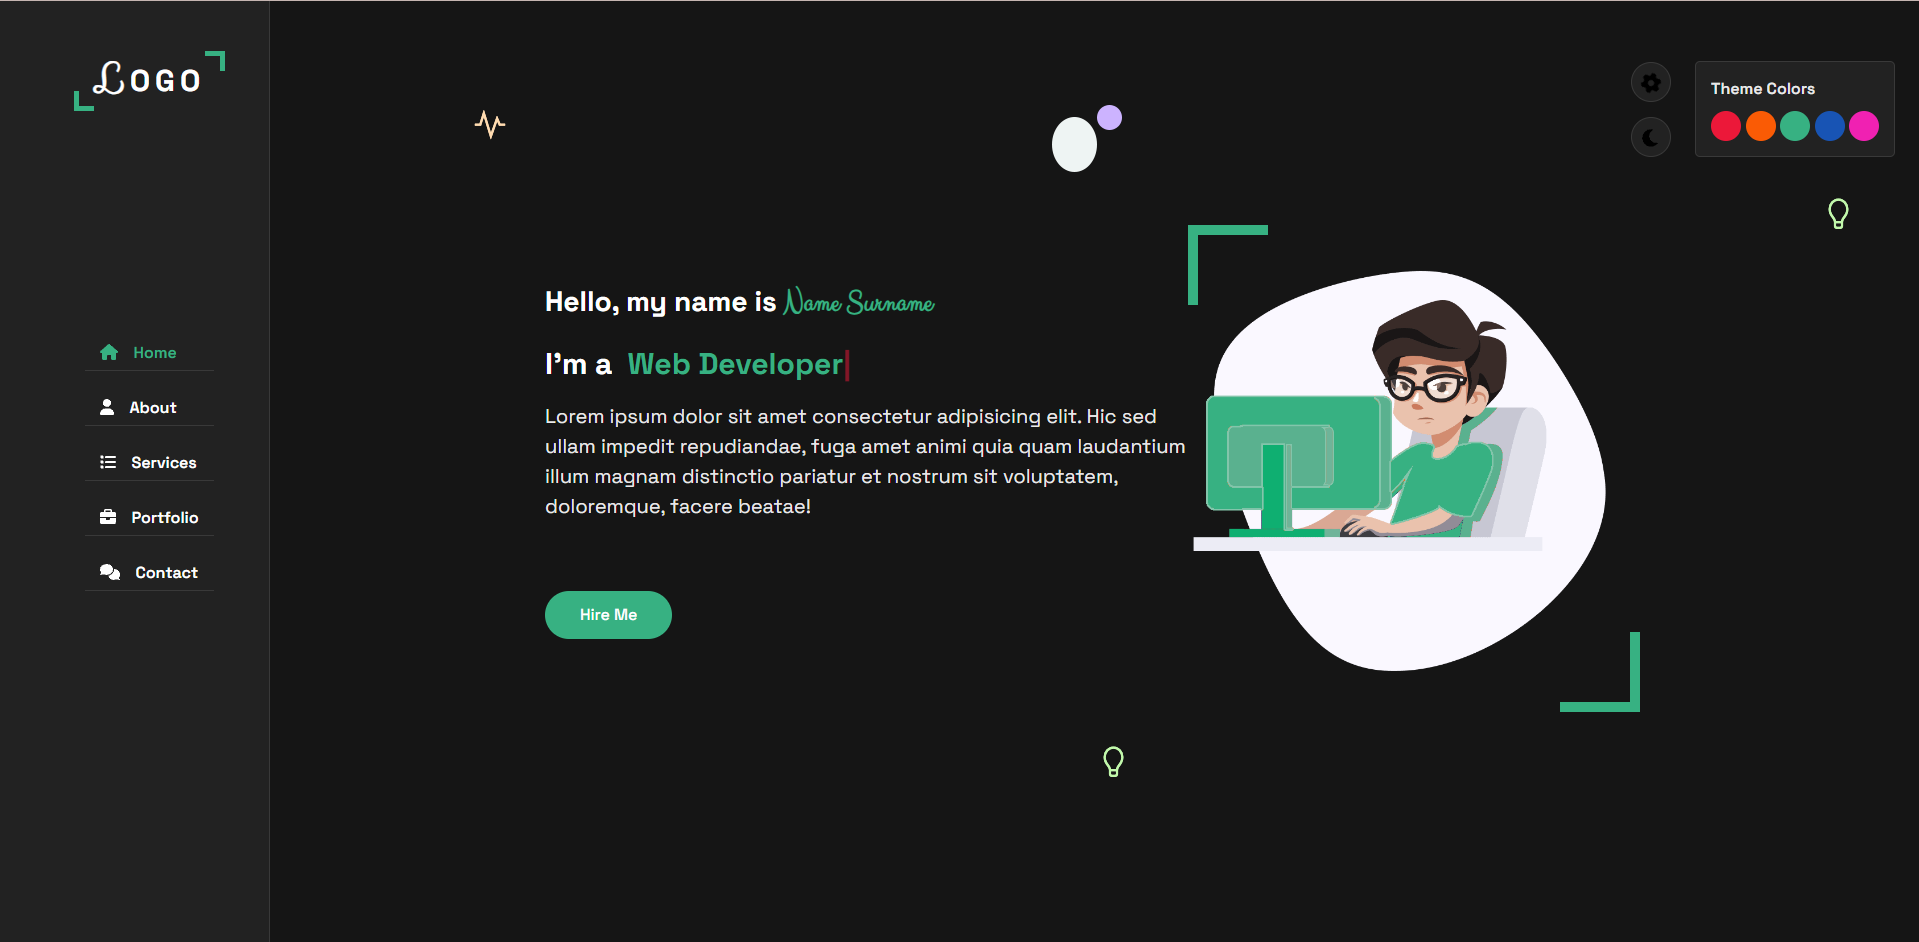 LOGO
Home
About
Services
Portfolio
Contact
Theme Colors
Hello, my name is Name Surname
I'm a Web Developer
Lorem ipsum dolor sit amet consectetur adipisicing elit. Hic sed
ullam impedit repudiandae, fuga amet animi quia quam laudantium
illum magnam distinctio pariatur et nostrum sit voluptatem,
doloremque, facere beatae!
Hire Me